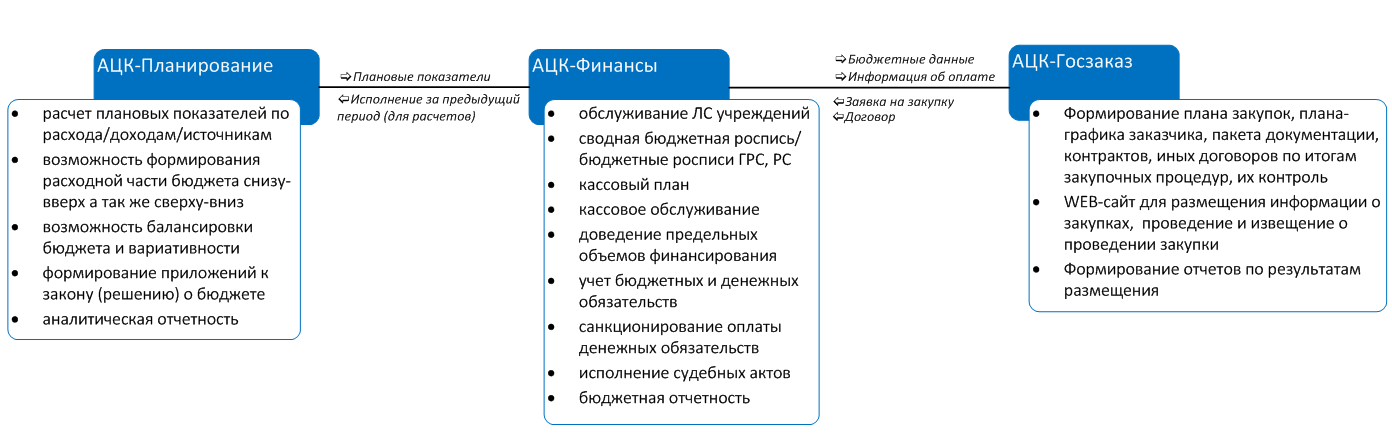 АЦК-Планирование
• расчет плановых показателей по
расхода/доходам/источникам
• возможность формирования
расходной части бюджета снизу-
вверх а так же сверху-вниз
• возможность балансировки
бюджета и вариативности
• формирование приложений к
закону (решению) о бюджете
• аналитическая отчетность
⇨Плановые показатели
⇦Исполнение за предыдущий
период (для расчетов)
АЦК-Финансы
• обслуживание ЛС учреждений
• сводная бюджетная роспись/
бюджетные росписи ГРС, РС
• кассовый план
• кассовое обслуживание
• доведение предельных
объемов финансирования
• учет бюджетных и денежных
обязательств
• санкционирование оплаты
денежных обязательств
• исполнение судебных актов
• бюджетная отчетность
⇨Бюджетные данные
⇨Информация об оплате
⇦Заявка на закупку
⇦Договор
АЦК-Госзаказ
• Формирование плана закупок, плана-
графика заказчика, пакета документации,
контрактов, иных договоров по итогам
закупочных процедур, их контроль
• WEB-сайт для размещения информации о
закупках, проведение и извещение о
проведении закупки
• Формирование отчетов по результатам
размещения